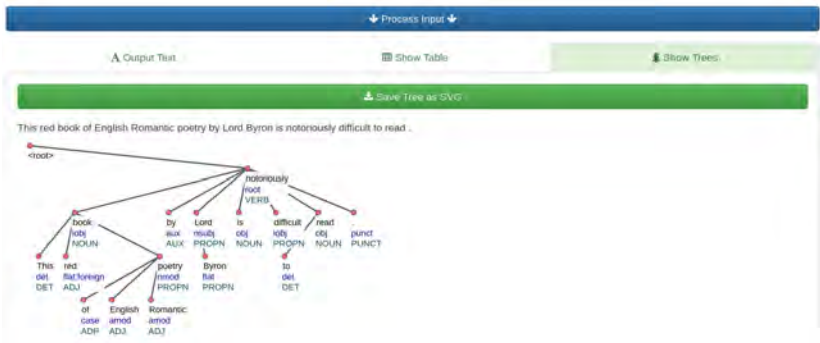 Process Input
A Output Text Show Table Show Trees
Save Tree as SVG
This red book of English Romantic poetry by Lord Byron is notoriously difficult to read .
<root>
notoriously
root
VERB
book by Lord is difficult read
iobj aux nsubj obj iobj obj punct
NOUN AUX PROPN NOUN PROPN NOUN PUNCT
This red poetry Byron to
det flat:foreign nmod flat det
DET ADJ PROPN PROPN DET
of English Romantic
case amod amod
ADP ADJ ADJ